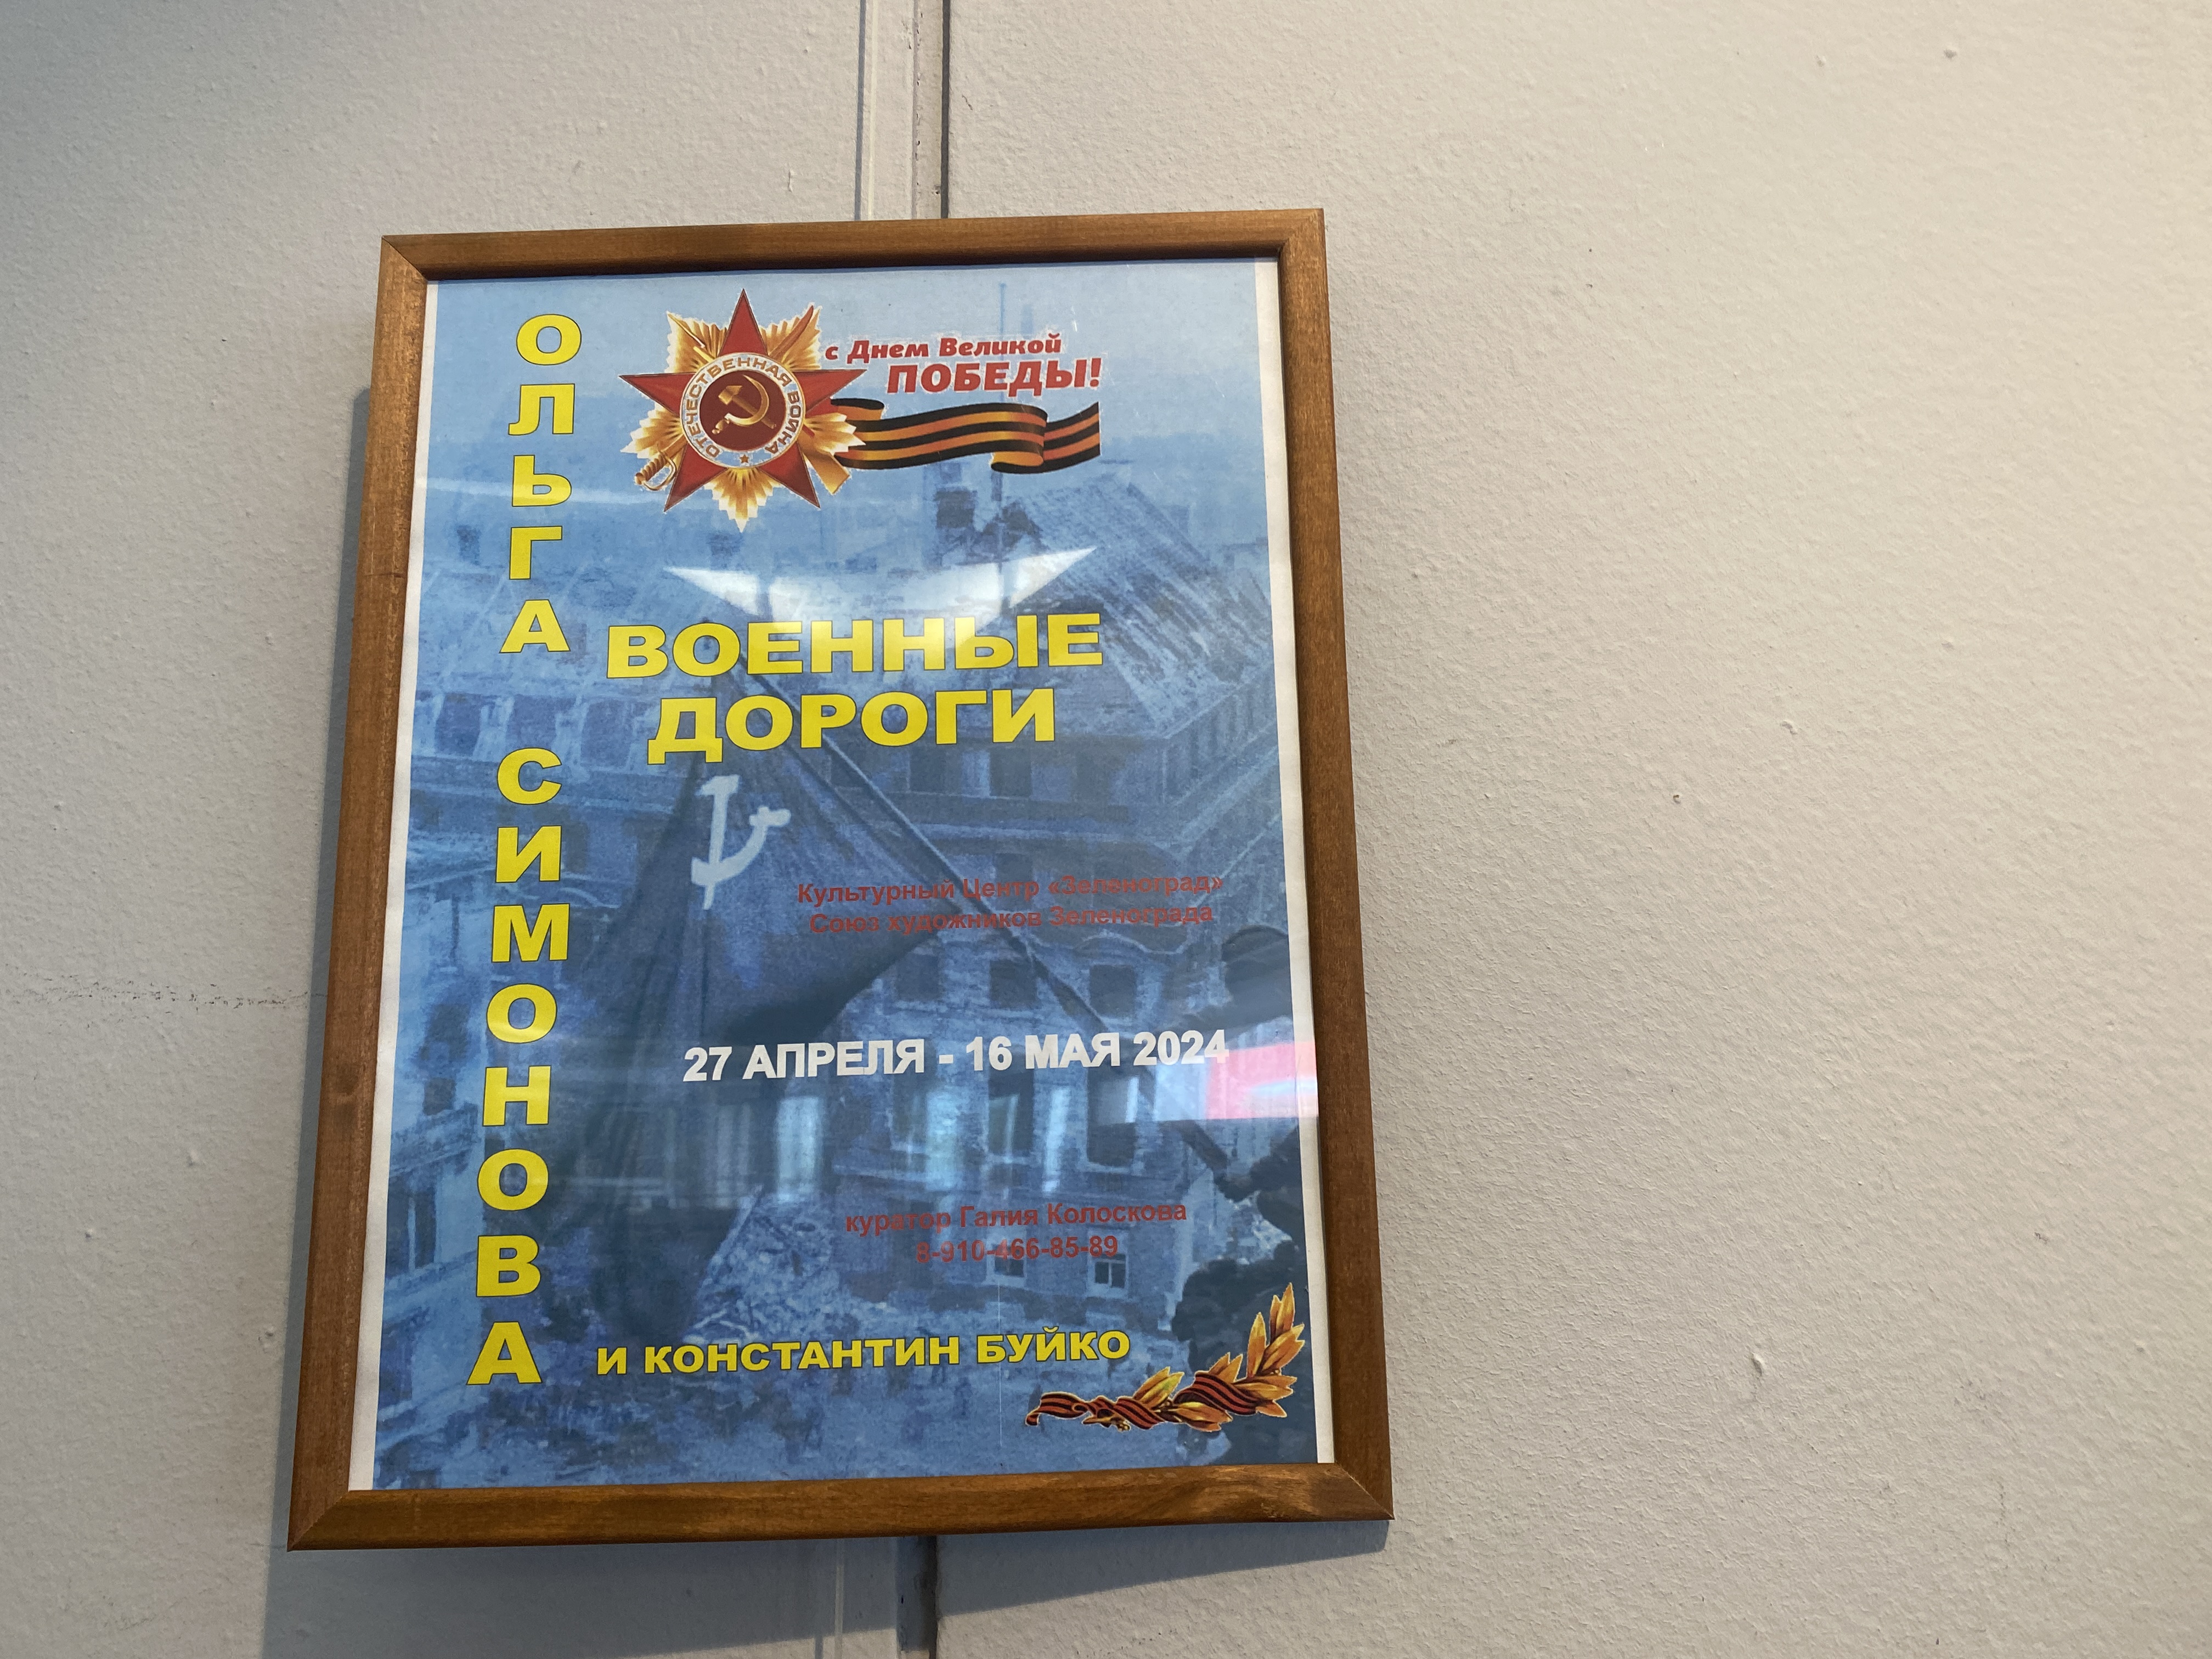 ОЛЬГА СИМОНОВА
с Днем Великой
ПОБЕДЫ!
ОТЕЧЕСТВЕННАЯ ВОЙНА
ВОЕННЫЕ
ДОРОГИ
Культурный Центр «Зеленоград»
Союз художников Зеленограда
27 АПРЕЛЯ - 16 МАЯ 2024
куратор Галия Колоскова
8-910-466-85-89
И КОНСТАНТИН БУЙКО